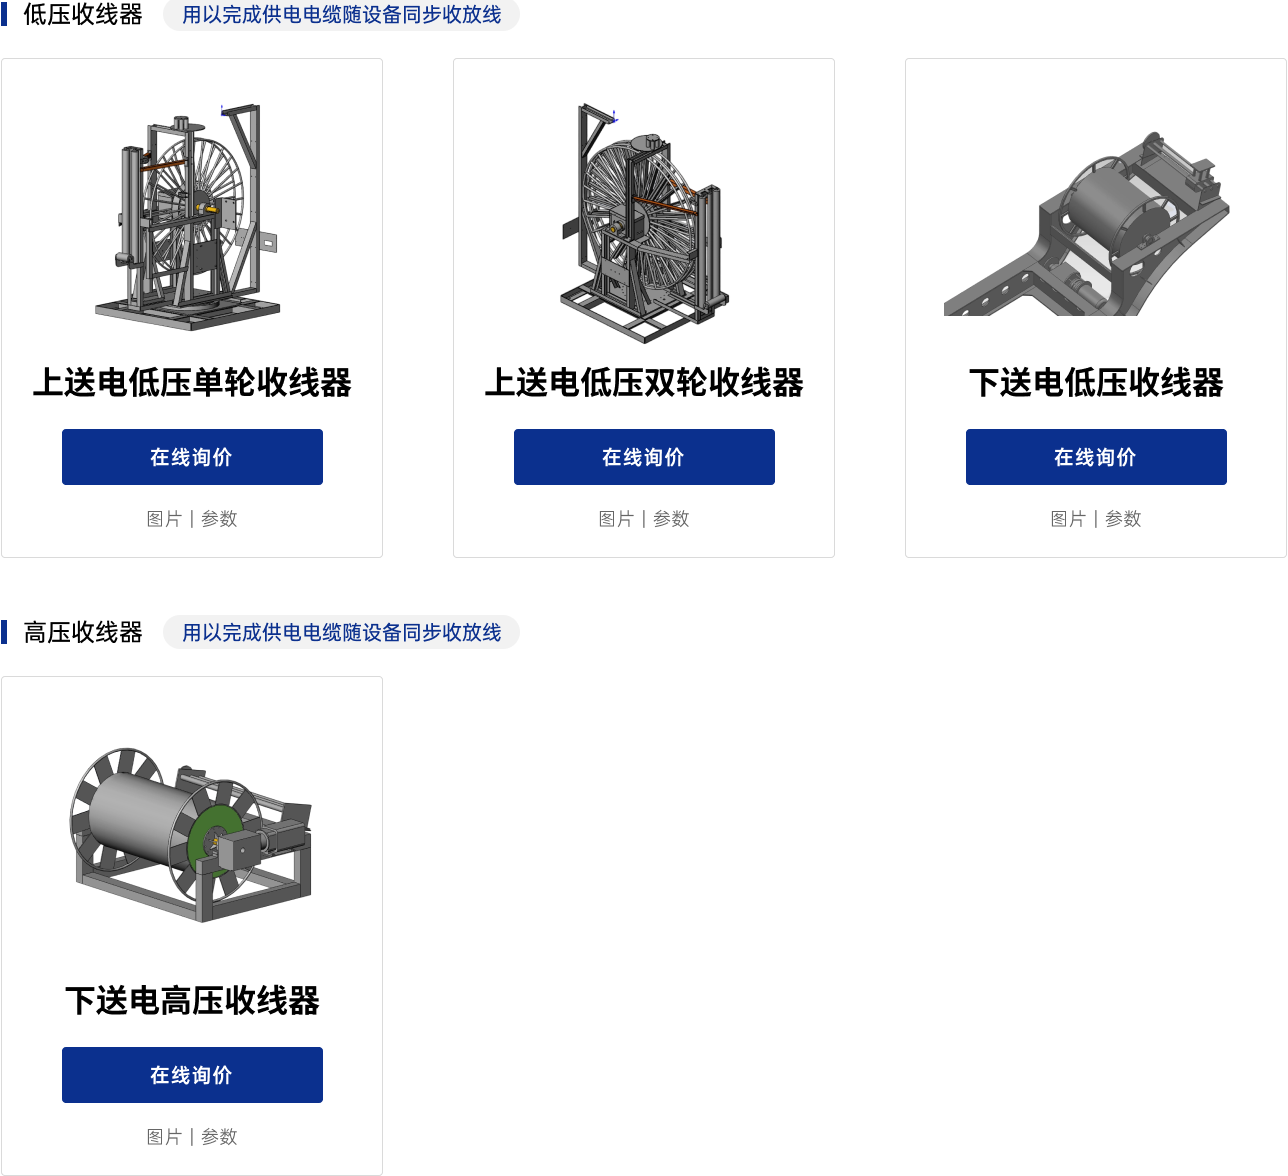 低压收线器 用以完成供电电缆随设备同步收放线
上送电低压单轮收线器
在线询价
图片 | 参数
上送电低压双轮收线器
在线询价
图片 | 参数
下送电低压收线器
在线询价
图片 | 参数
高压收线器 用以完成供电电缆随设备同步收放线
下送电高压收线器
在线询价
图片 | 参数